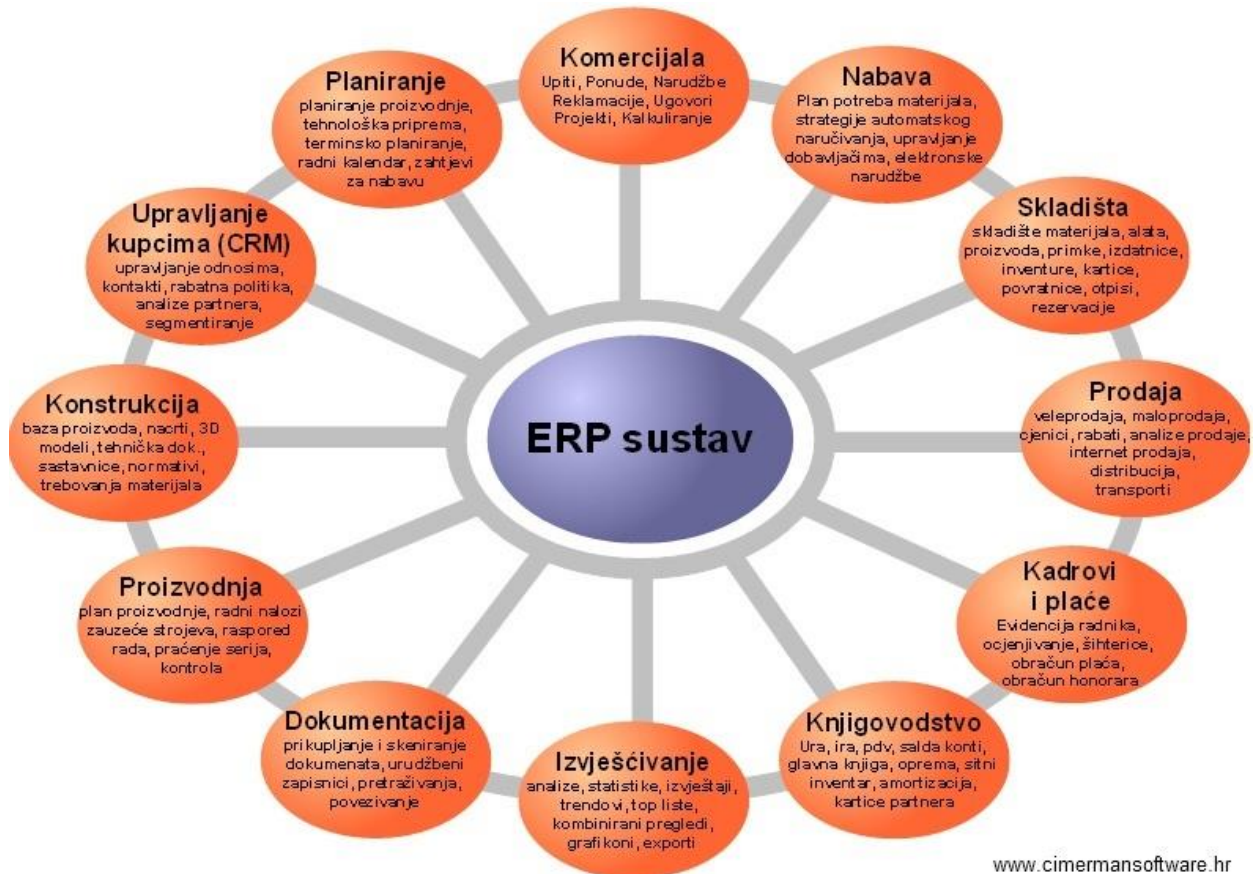 Komercijala
Upiti, Ponude, Narudžbe
Reklamacije, Ugovori
Projekti, Kalkuliranje
Nabava
Plan potreba materijala,
strategije automatskog
naručivanja, upravljanje
dobavljačima, elektronske
narudžbe
Skladišta
skladište materijala, alata,
proizvoda, primke, izdatnice,
inventure, kartice,
povratnice, otpisi,
rezervacije
Prodaja
veleprodaja, maloprodaja,
cjenici, rabati, analize prodaje,
internet prodaja,
distribucija,
transporti
Kadrovi
i plaće
Evidencija radnika,
ocjenjivanje, šihterice,
obračun plaća,
obračun honorara
Knjigovodstvo
Ura, ira, pdv, salda konti,
glavna knjiga, oprema, sitni
inventar, amortizacija,
kartice partnera
Izvješćivanje
analize, statistike, izvještaji,
trendovi, top liste,
kombinirani pregledi,
grafikoni, exporti
Dokumentacija
prikupljanje i skeniranje
dokumenata, urudžbeni
zapisnici, pretraživanja,
povezivanje
Proizvodnja
plan proizvodnje, radni nalozi
zauzeće strojeva, raspored
rada, praćenje serija,
kontrola
Konstrukcija
baza proizvoda, nacrti, 3D
modeli, tehnička dok.,
sastavnice, normativi,
trebovanja materijala
Upravljanje
kupcima (CRM)
upravljanje odnosima,
kontakti, rabatna politika,
analize partnera,
segmentiranje
Planiranje
planiranje proizvodnje,
tehnološka priprema,
terminsko planiranje,
radni kalendar, zahtjevi
za nabavu
ERP sustav
www.cimermansoftware.hr